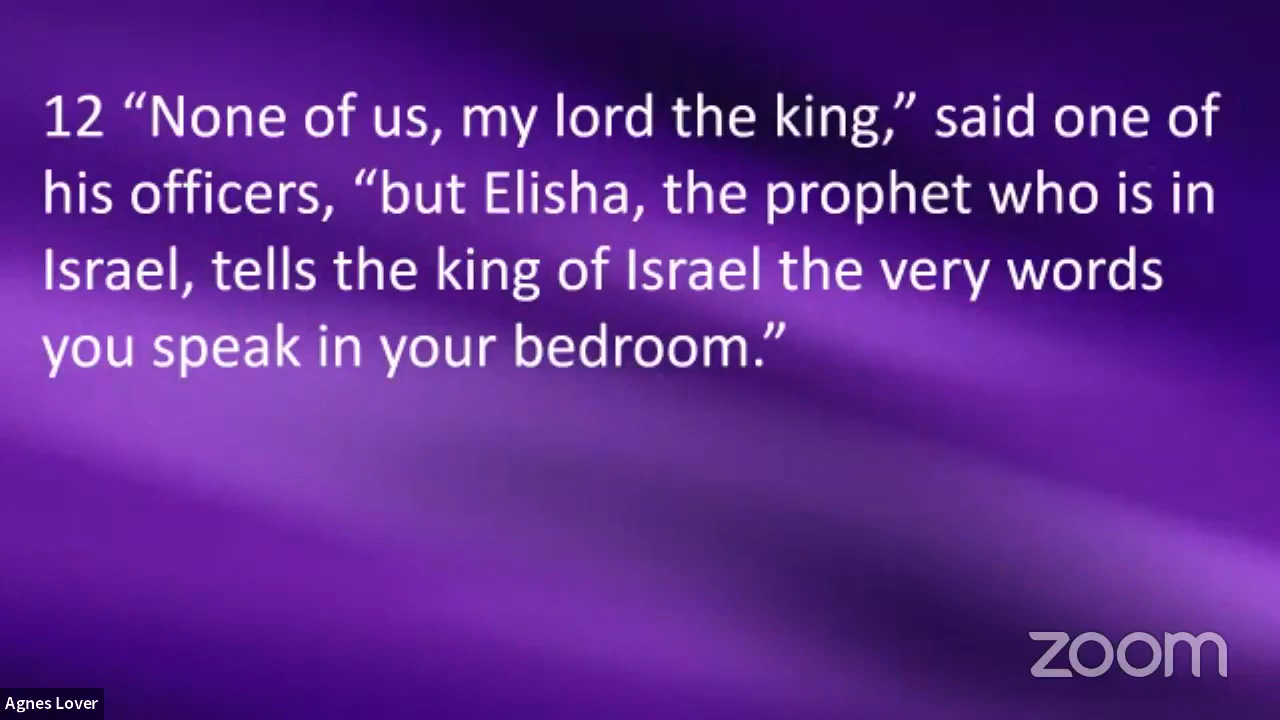 12 “None of us, my lord the king,” said one of
his officers, “but Elisha, the prophet who is in
Israel, tells the king of Israel the very words
you speak in your bedroom.”
zoom
Agnes Lover